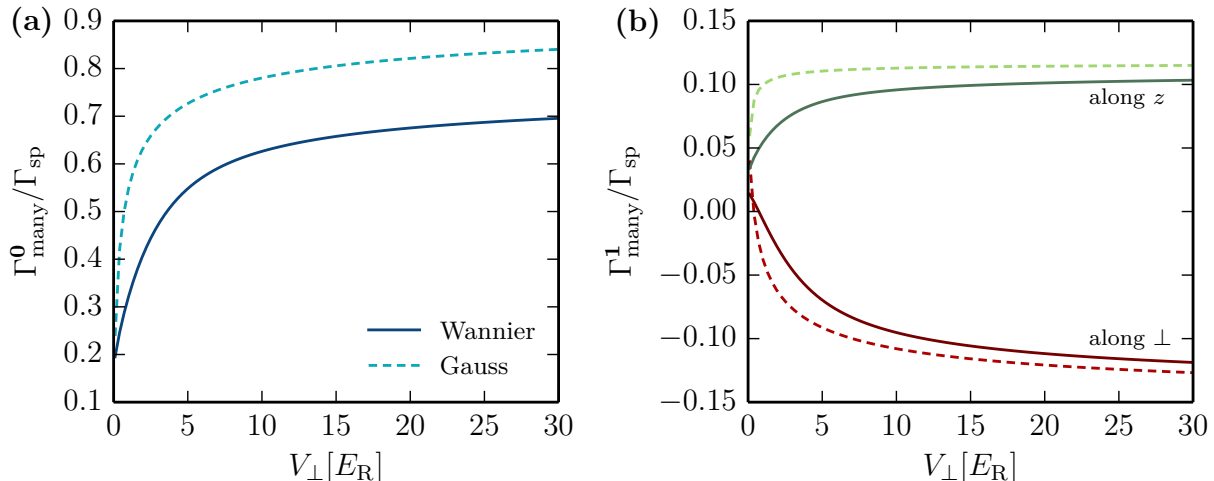 (a)
0.9
0.8
0.7
0.6
0.5
0.4
0.3
0.2
0.1
Γ⁰many/Γsp
Wannier
Gauss
0 5 10 15 20 25 30
V⊥[ER]
(b)
0.10
0.05
0.00
−0.05
−0.10
−0.15
Γ¹many/Γsp
along z
along ⊥
0 5 10 15 20 25 30
V⊥[ER]